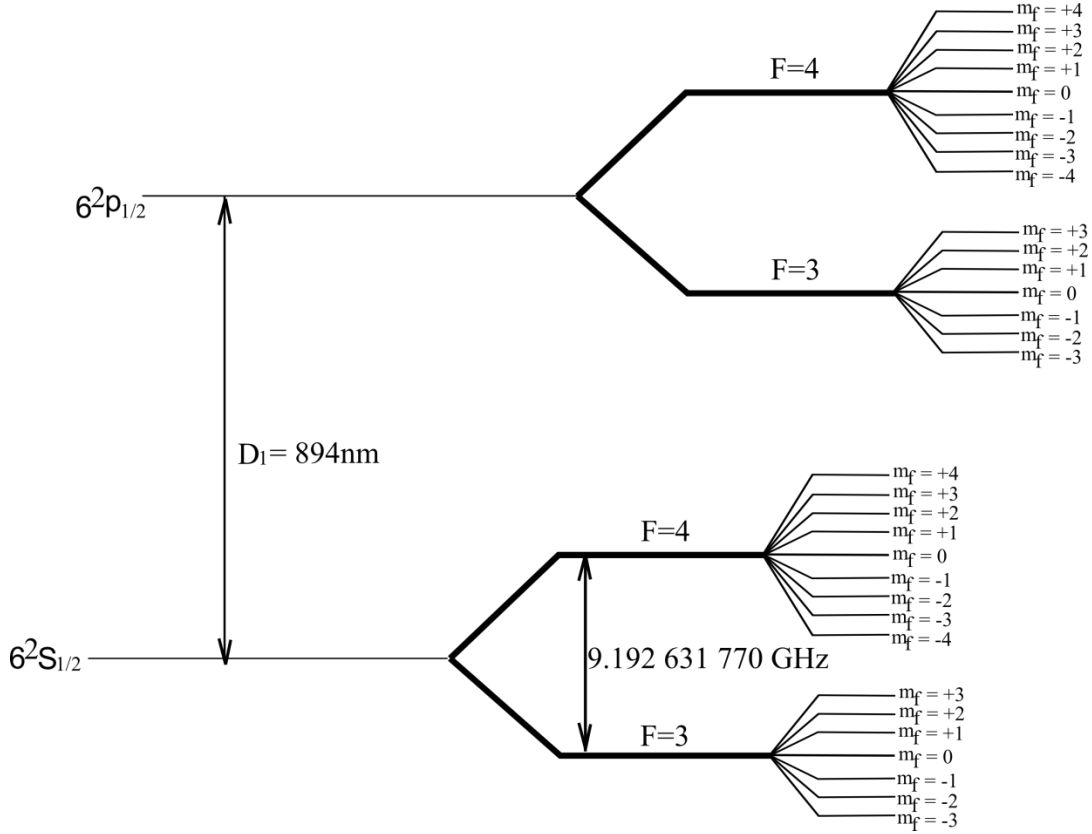 m_f = +4
m_f = +3
m_f = +2
m_f = +1
m_f = 0
m_f = -1
m_f = -2
m_f = -3
m_f = -4
F=4
6²p₁/₂
F=3
m_f = +3
m_f = +2
m_f = +1
m_f = 0
m_f = -1
m_f = -2
m_f = -3
D₁= 894nm
m_f = +4
m_f = +3
m_f = +2
m_f = +1
m_f = 0
m_f = -1
m_f = -2
m_f = -3
m_f = -4
F=4
6²S₁/₂
9.192 631 770 GHz
F=3
m_f = +3
m_f = +2
m_f = +1
m_f = 0
m_f = -1
m_f = -2
m_f = -3